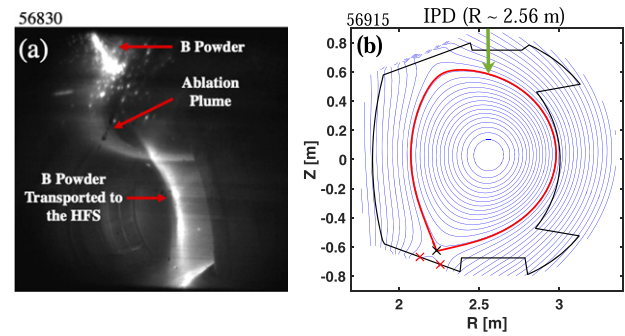 56830
(a)
B Powder
Ablation
Plume
B Powder
Transported to
the HFS
56915
IPD (R ~ 2.56 m)
(b)
0.8
0.6
0.4
0.2
0
-0.2
-0.4
-0.6
-0.8
Z [m]
2
2.5
3
R [m]